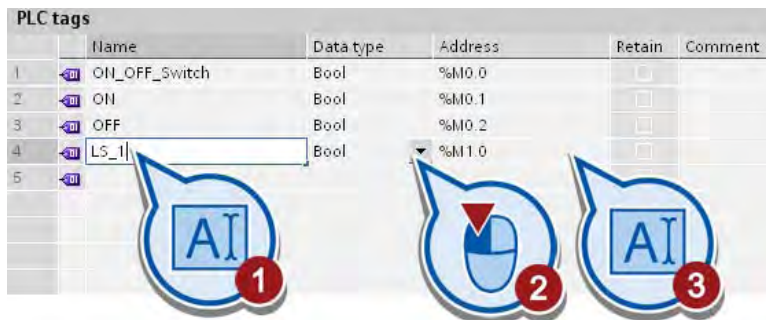 PLC tags
Name Data type Address Retain Comment
1 ON_OFF_Switch Bool %M0.0
2 ON Bool %M0.1
3 OFF Bool %M0.2
4 LS_1 Bool %M1.0
5
A
1
2
A
3